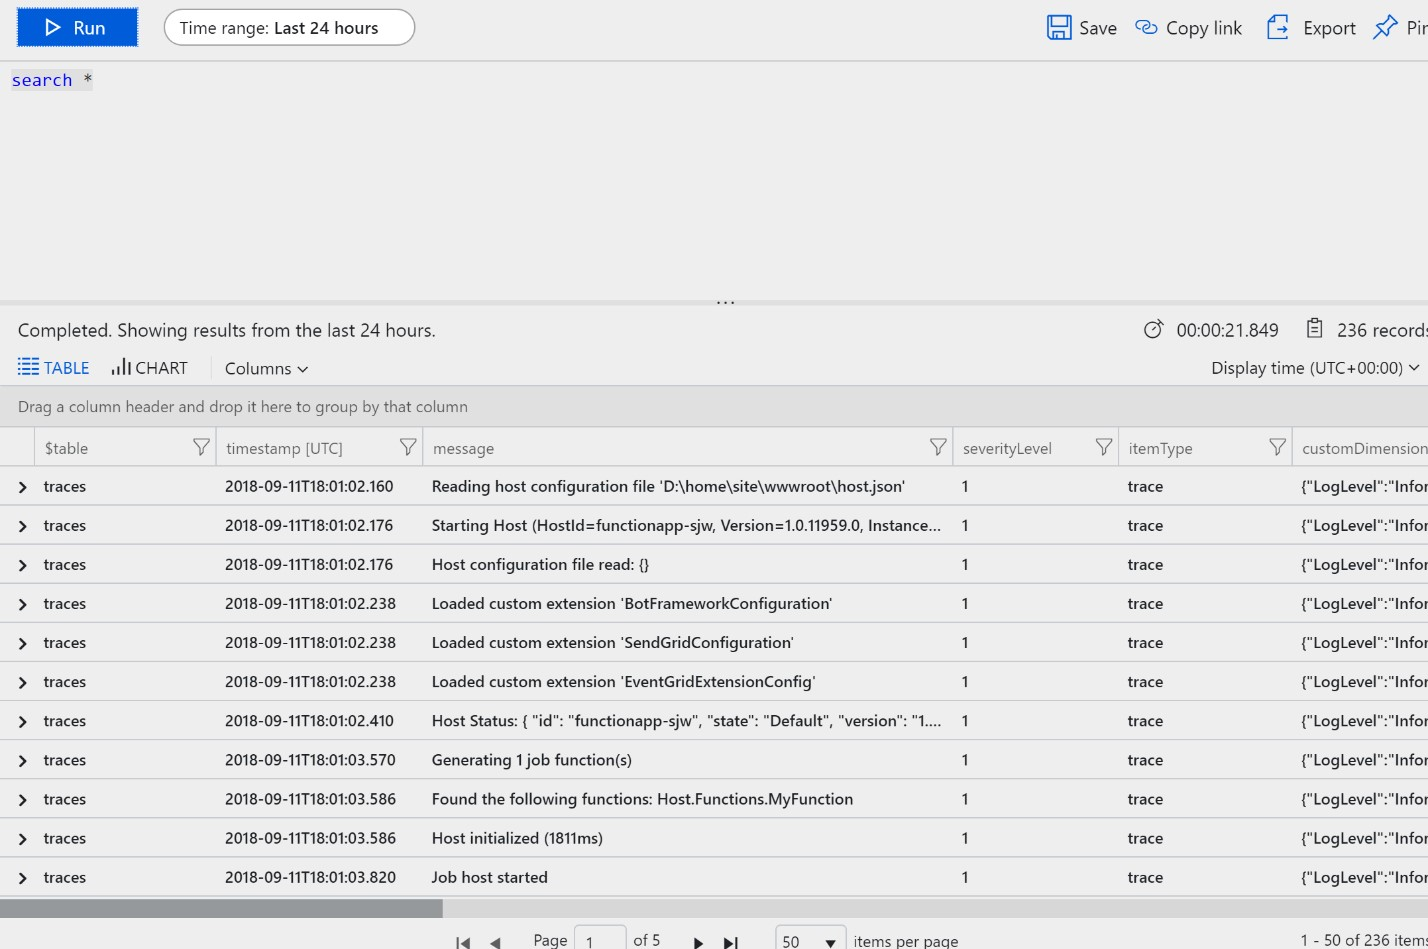 Run Time range: Last 24 hours Save Copy link Export Pin
search *
...
Completed. Showing results from the last 24 hours. 00:00:21.849 236 records
TABLE CHART Columns Display time (UTC+00:00)
Drag a column header and drop it here to group by that column
$table timestamp [UTC] message severityLevel itemType customDimension
traces 2018-09-11T18:01:02.160 Reading host configuration file 'D:\home\site\wwwroot\host.json' 1 trace {"LogLevel":"Infor
traces 2018-09-11T18:01:02.176 Starting Host (HostId=functionapp-sjw, Version=1.0.11959.0, Instance... 1 trace {"LogLevel":"Infor
traces 2018-09-11T18:01:02.176 Host configuration file read: {} 1 trace {"LogLevel":"Infor
traces 2018-09-11T18:01:02.238 Loaded custom extension 'BotFrameworkConfiguration' 1 trace {"LogLevel":"Infor
traces 2018-09-11T18:01:02.238 Loaded custom extension 'SendGridConfiguration' 1 trace {"LogLevel":"Infor
traces 2018-09-11T18:01:02.238 Loaded custom extension 'EventGridExtensionConfig' 1 trace {"LogLevel":"Infor
traces 2018-09-11T18:01:02.410 Host Status: { "id": "functionapp-sjw", "state": "Default", "version": "1.... 1 trace {"LogLevel":"Infor
traces 2018-09-11T18:01:03.570 Generating 1 job function(s) 1 trace {"LogLevel":"Infor
traces 2018-09-11T18:01:03.586 Found the following functions: Host.Functions.MyFunction 1 trace {"LogLevel":"Infor
traces 2018-09-11T18:01:03.586 Host initialized (1811ms) 1 trace {"LogLevel":"Infor
traces 2018-09-11T18:01:03.820 Job host started 1 trace {"LogLevel":"Infor
Page 1 of 5 50 items per page 1 - 50 of 236 items